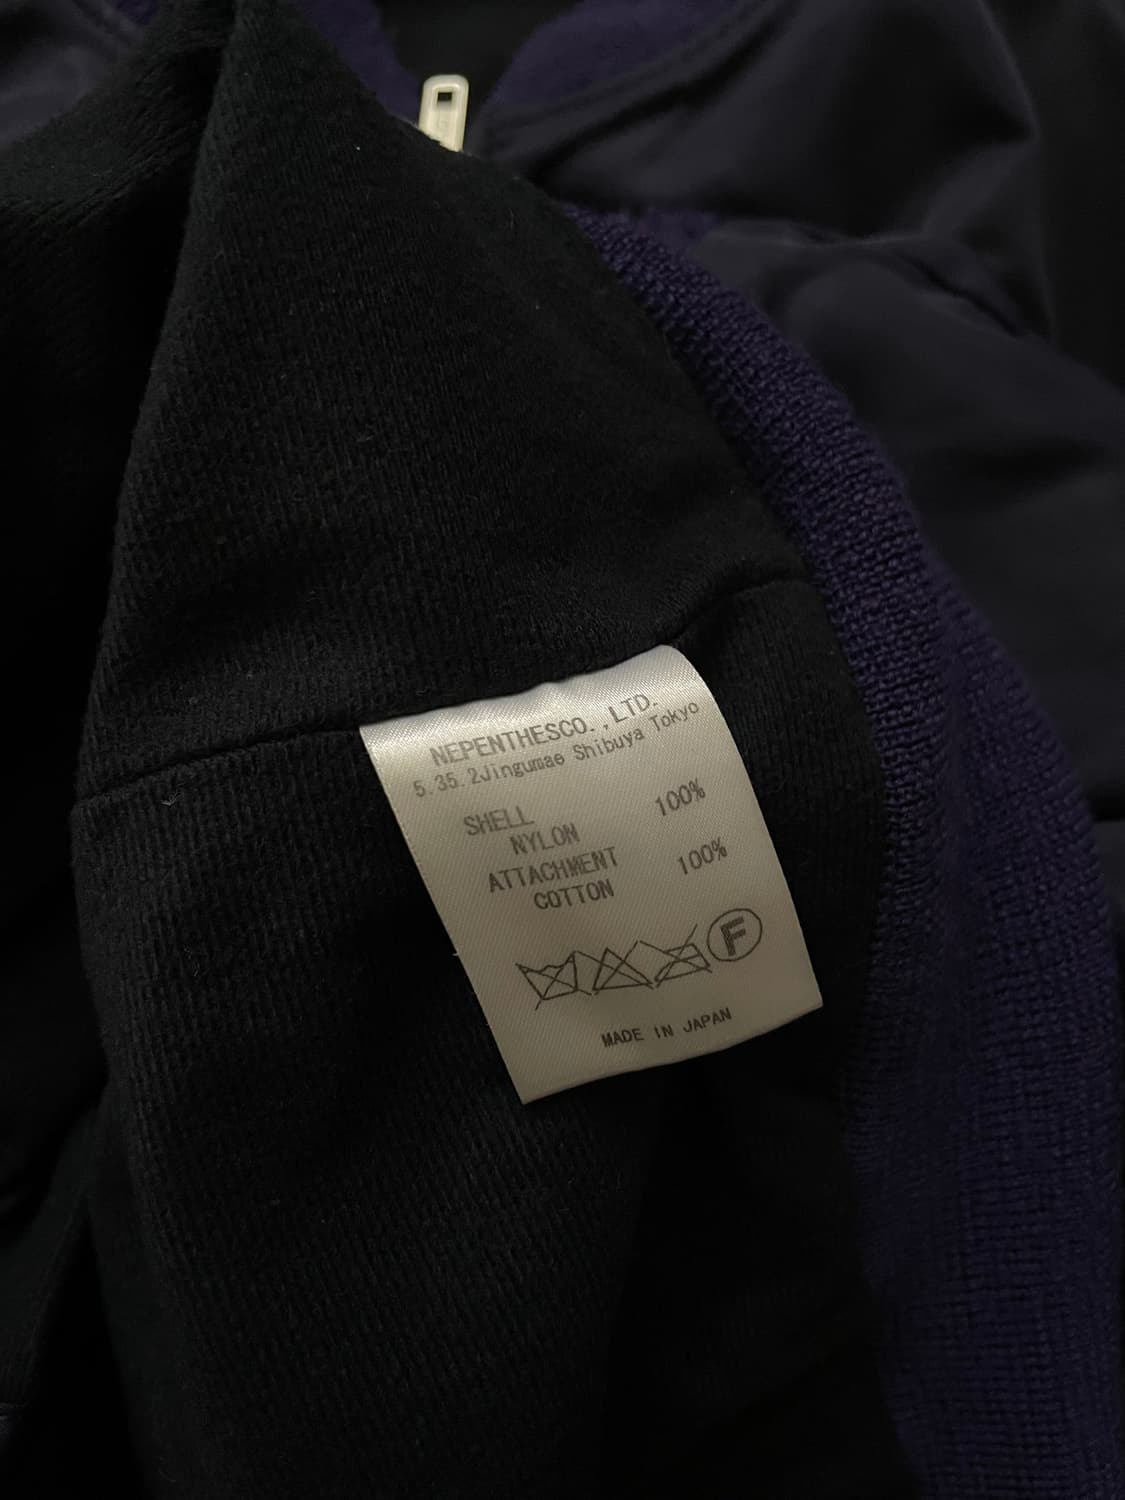 NEPENTHESCO.,LTD.
5.35.2Jingumae Shibuya Tokyo
SHELL
NYLON 100%
ATTACHMENT
COTTON 100%
F
MADE IN JAPAN